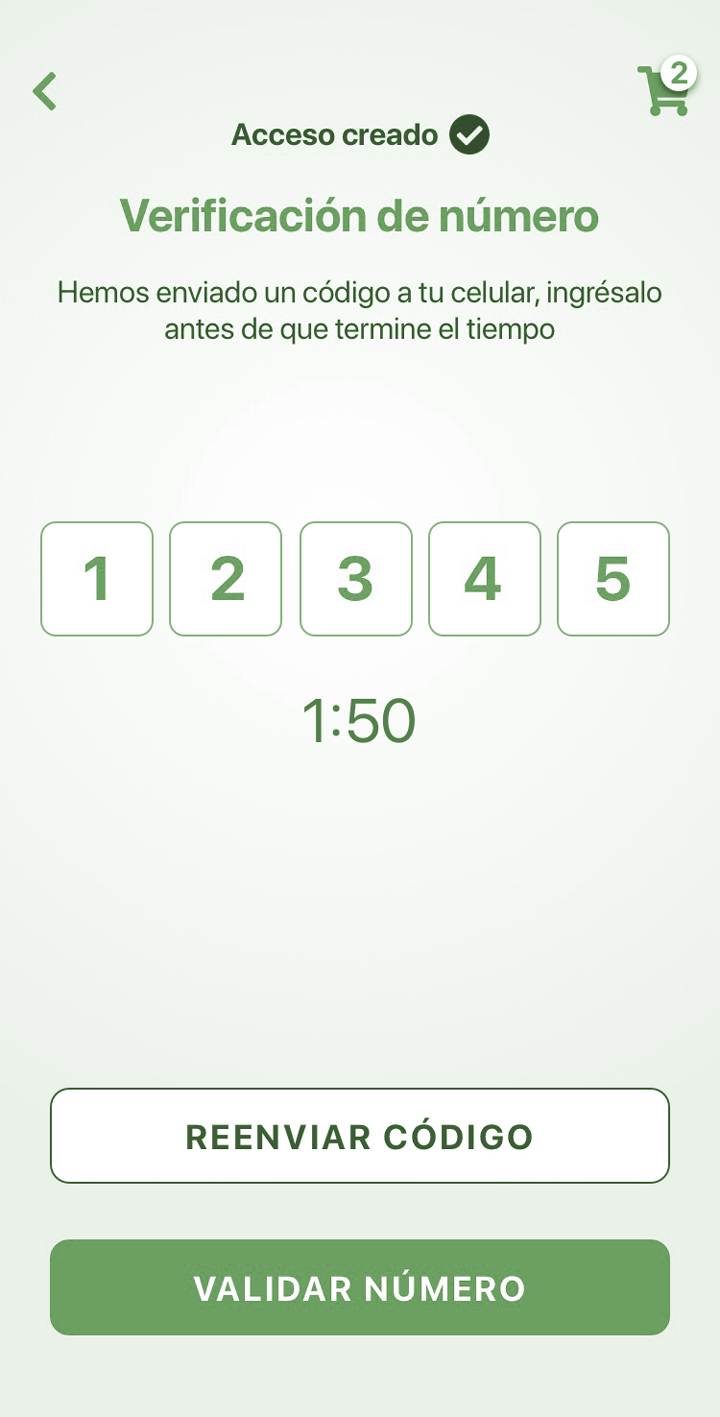 2
Acceso creado
Verificación de número
Hemos enviado un código a tu celular, ingrésalo
antes de que termine el tiempo
1 2 3 4 5
1:50
REENVIAR CÓDIGO
VALIDAR NÚMERO